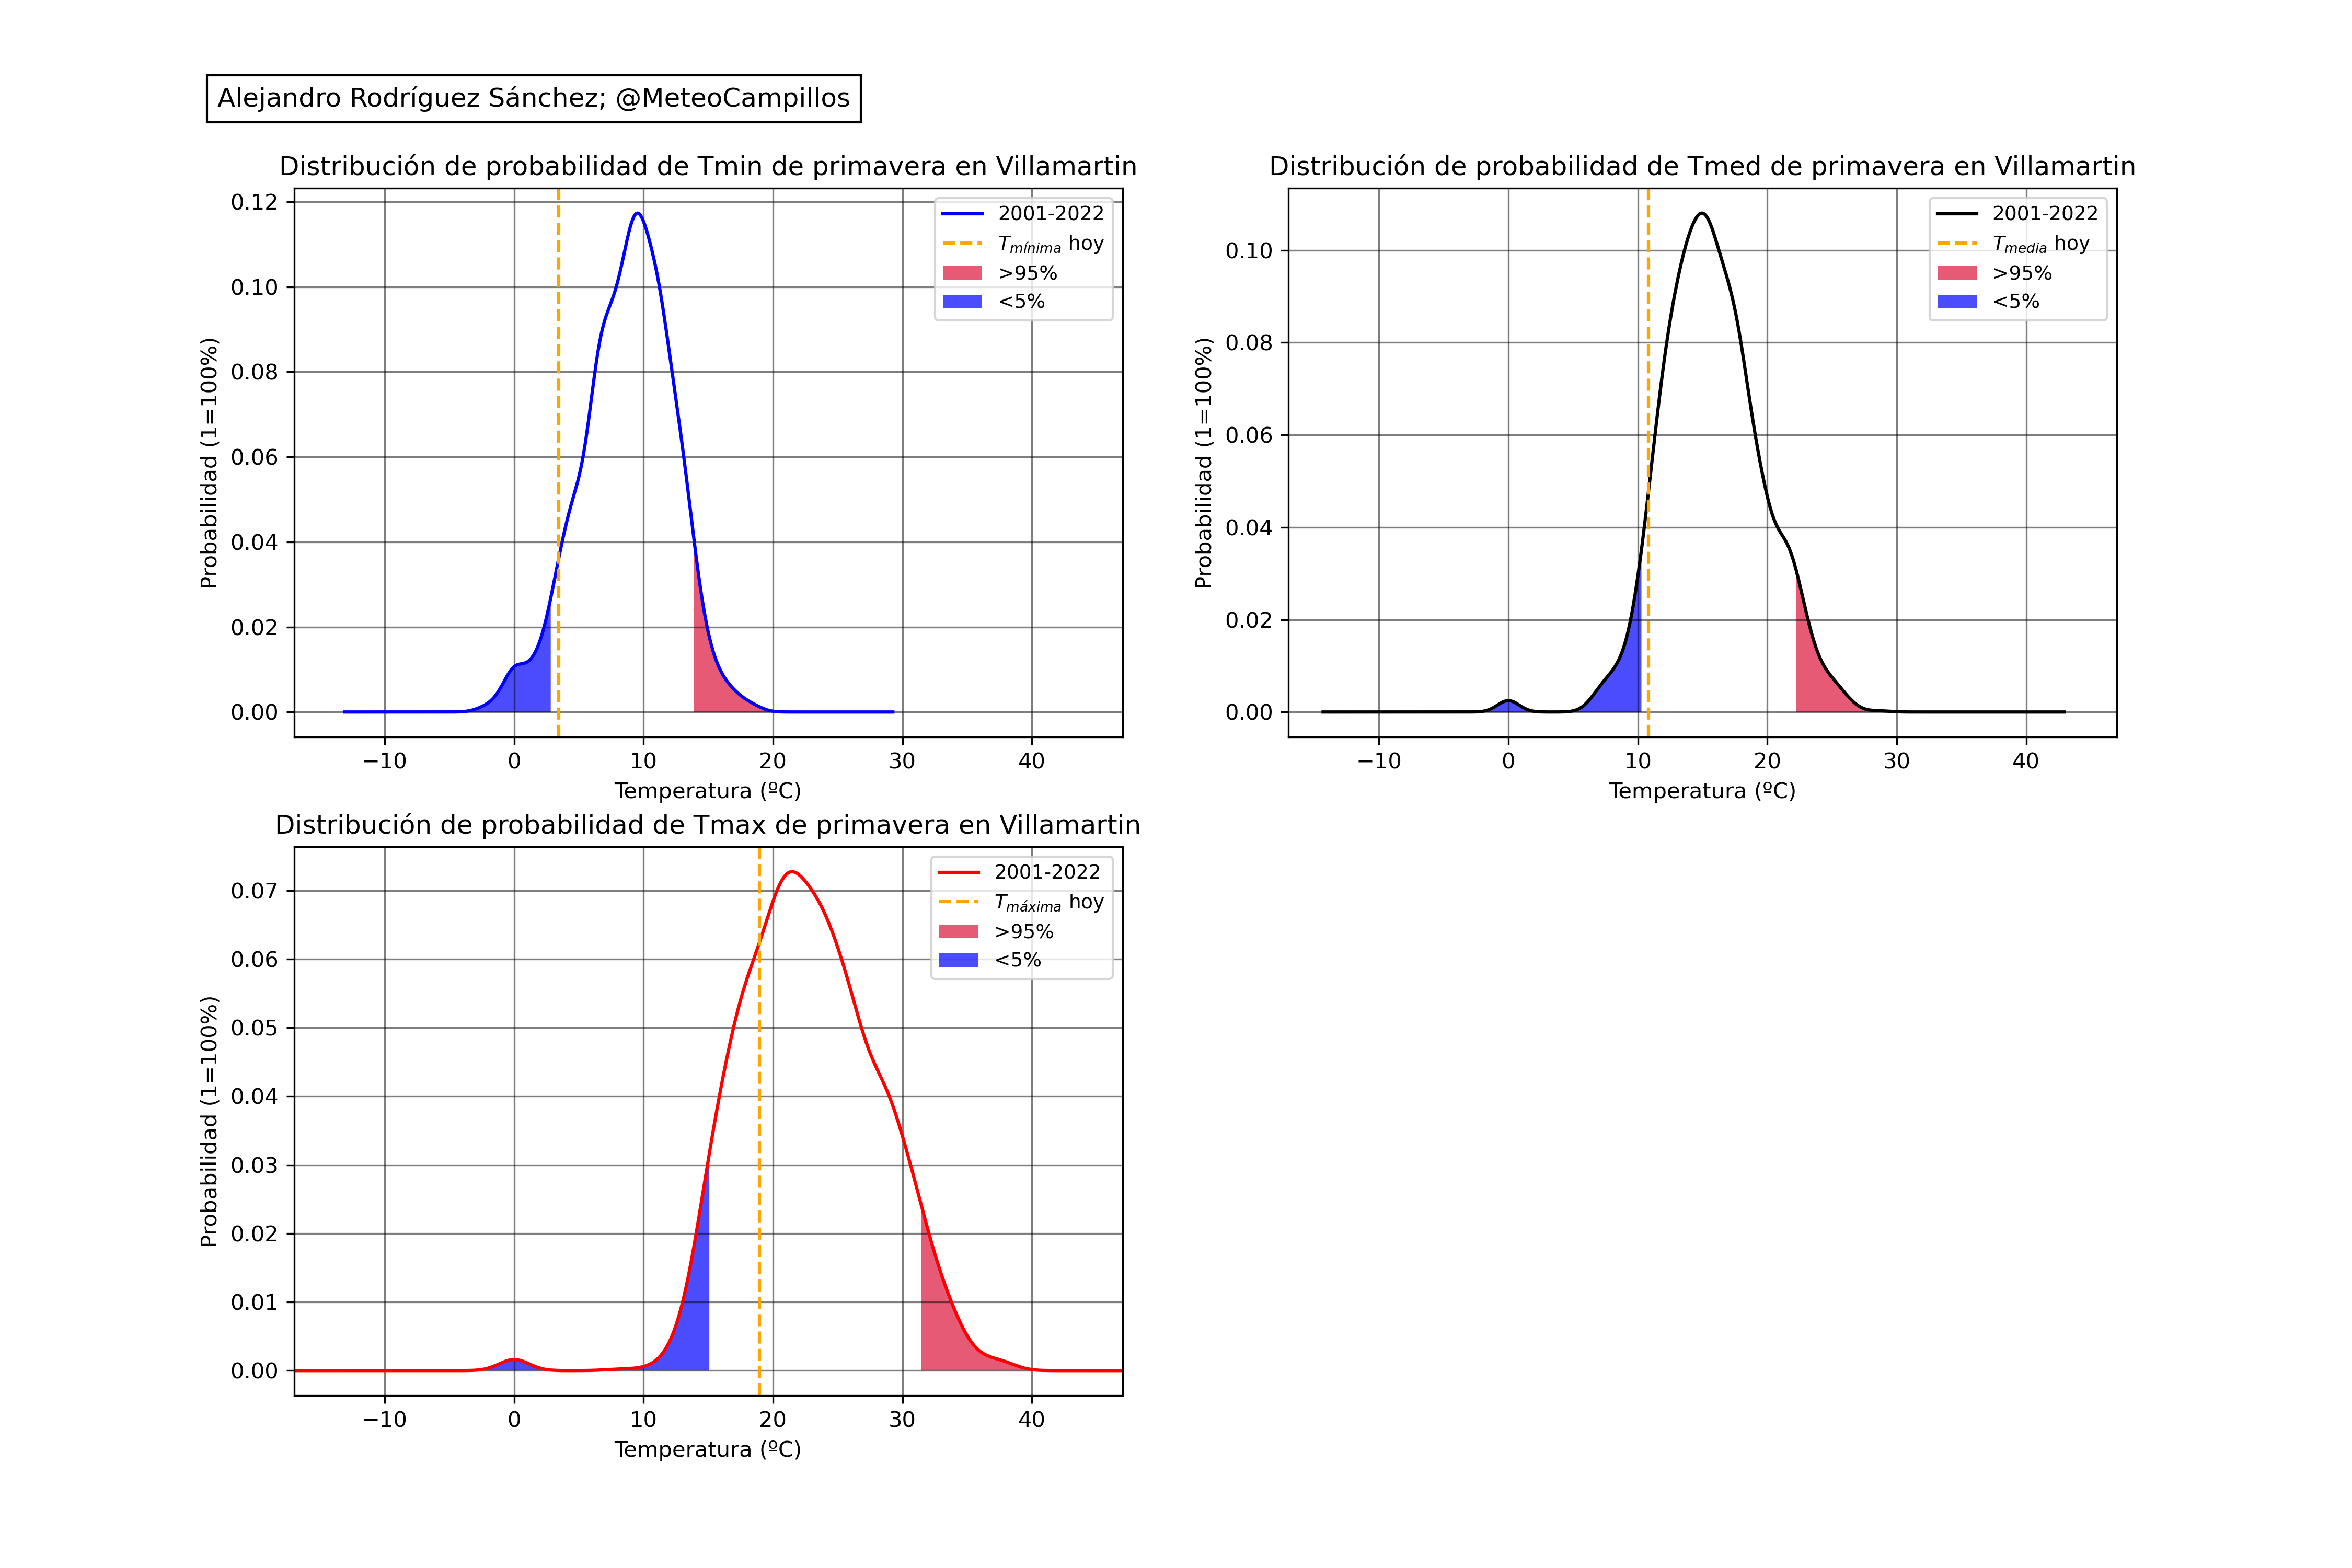 Alejandro Rodríguez Sánchez; @MeteoCampillos
Distribución de probabilidad de Tmin de primavera en Villamartin
0.12
0.10
0.08
0.06
0.04
0.02
0.00
Probabilidad (1=100%)
−10 0 10 20 30 40
Temperatura (ºC)
2001-2022
Tmínima hoy
>95%
<5%
Distribución de probabilidad de Tmed de primavera en Villamartin
0.10
0.08
0.06
0.04
0.02
0.00
Probabilidad (1=100%)
−10 0 10 20 30 40
Temperatura (ºC)
2001-2022
Tmedia hoy
>95%
<5%
Distribución de probabilidad de Tmax de primavera en Villamartin
0.07
0.06
0.05
0.04
0.03
0.02
0.01
0.00
Probabilidad (1=100%)
−10 0 10 20 30 40
Temperatura (ºC)
2001-2022
Tmáxima hoy
>95%
<5%